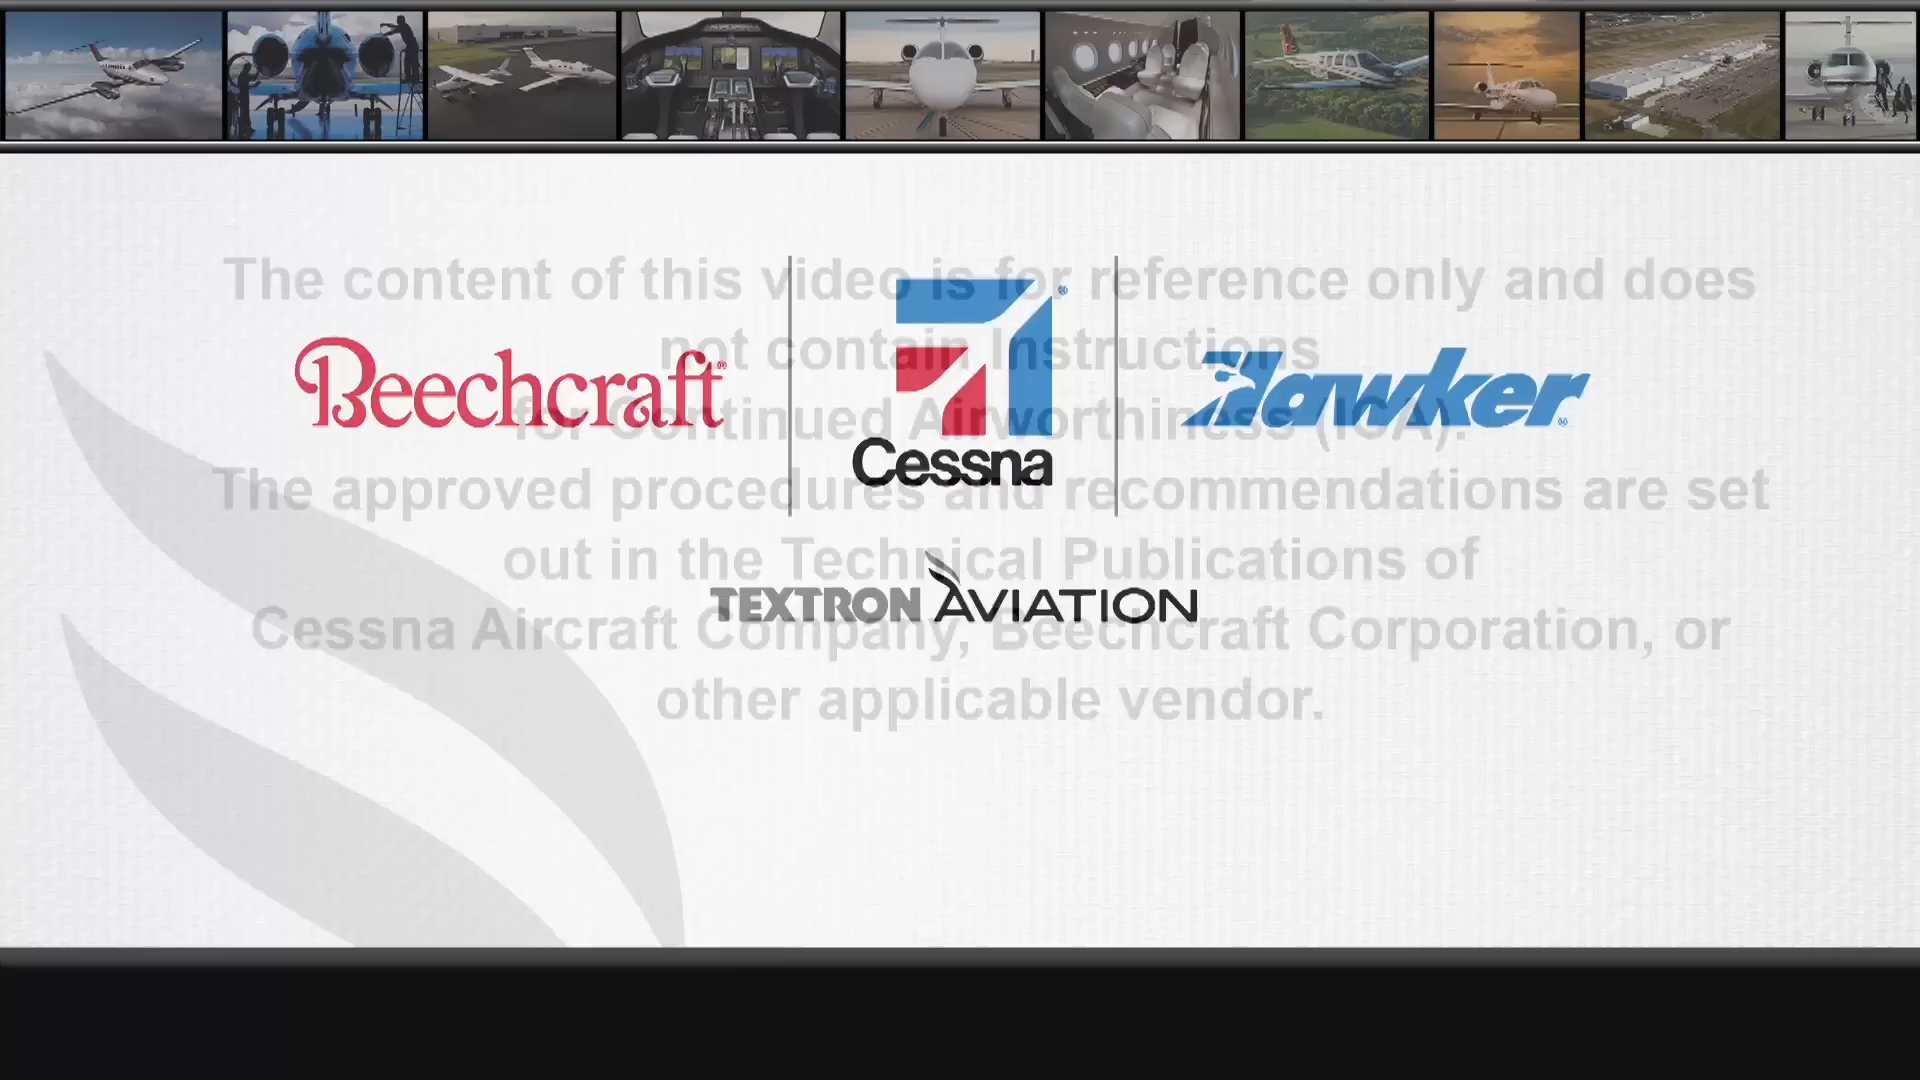 The content of this video is for reference only and does
not contain Instructions
for Continued Airworthiness (ICA).
The approved procedures and recommendations are set
out in the Technical Publications of
Cessna Aircraft Company, Beechcraft Corporation, or
other applicable vendor.
Beechcraft®
Cessna®
Hawker®
TEXTRON AVIATION